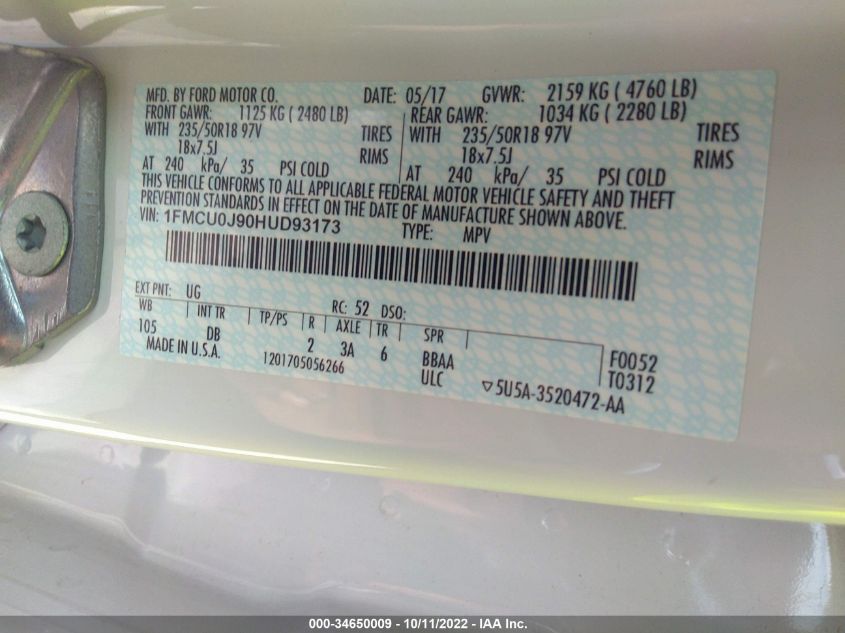 MFD. BY FORD MOTOR CO. DATE: 05/17 GVWR: 2159 KG ( 4760 LB)
FRONT GAWR: 1125 KG ( 2480 LB) REAR GAWR: 1034 KG ( 2280 LB)
WITH 235/50R18 97V TIRES WITH 235/50R18 97V TIRES
18x7.5J RIMS 18x7.5J RIMS
AT 240 kPa/ 35 PSI COLD AT 240 kPa/ 35 PSI COLD
THIS VEHICLE CONFORMS TO ALL APPLICABLE FEDERAL MOTOR VEHICLE SAFETY AND THEFT
PREVENTION STANDARDS IN EFFECT ON THE DATE OF MANUFACTURE SHOWN ABOVE.
VIN: 1FMCU0J90HUD93173 TYPE: MPV
EXT PNT: UG RC: 52 DSO:
WB INT TR TP/PS R AXLE TR SPR
105 DB 2 3A 6 BBAA F0052
MADE IN U.S.A. 1201705056266 ULC T0312
▽5U5A-3520472-AA
000-34650009 - 10/11/2022 - IAA Inc.